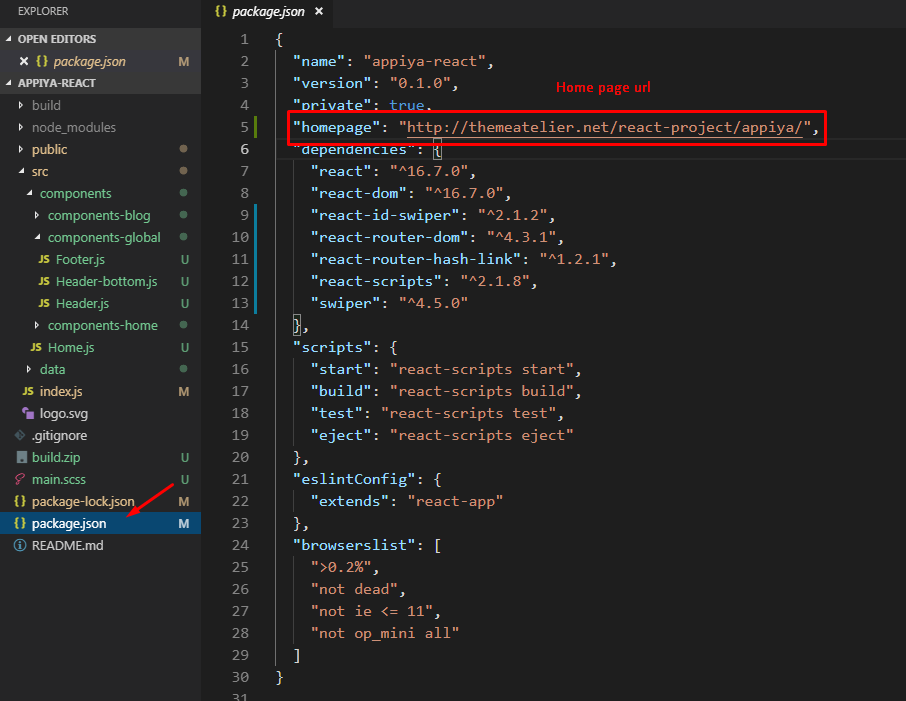 EXPLORER
OPEN EDITORS
× {} package.json M
APPIYA-REACT
build
node_modules
public
src
components
components-blog
components-global
JS Footer.js U
JS Header-bottom.js U
JS Header.js U
components-home
JS Home.js U
data
JS index.js M
logo.svg
.gitignore
build.zip U
main.scss U
{} package-lock.json M
{} package.json M
README.md
{} package.json ×
1 {
2 "name": "appiya-react",
3 "version": "0.1.0",
Home page url
4 "private": true,
5 "homepage": "http://themeatelier.net/react-project/appiya/",
6 "dependencies": {
7 "react": "^16.7.0",
8 "react-dom": "^16.7.0",
9 "react-id-swiper": "^2.1.2",
10 "react-router-dom": "^4.3.1",
11 "react-router-hash-link": "^1.2.1",
12 "react-scripts": "^2.1.8",
13 "swiper": "^4.5.0"
14 },
15 "scripts": {
16 "start": "react-scripts start",
17 "build": "react-scripts build",
18 "test": "react-scripts test",
19 "eject": "react-scripts eject"
20 },
21 "eslintConfig": {
22 "extends": "react-app"
23 },
24 "browserslist": [
25 ">0.2%",
26 "not dead",
27 "not ie <= 11",
28 "not op_mini all"
29 ]
30 }
31